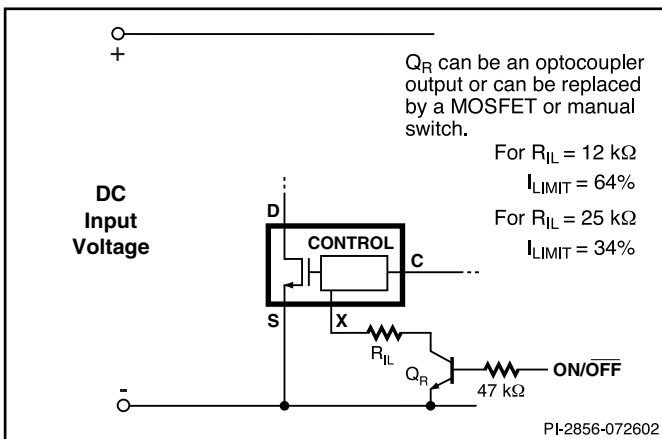 +
Q_R can be an optocoupler
output or can be replaced
by a MOSFET or manual
switch.
For R_IL = 12 kΩ
I_LIMIT = 64%
For R_IL = 25 kΩ
I_LIMIT = 34%
DC
Input
Voltage
D
CONTROL
C
S
X
R_IL
Q_R
47 kΩ
ON/O̅F̅F̅
-
PI-2856-072602